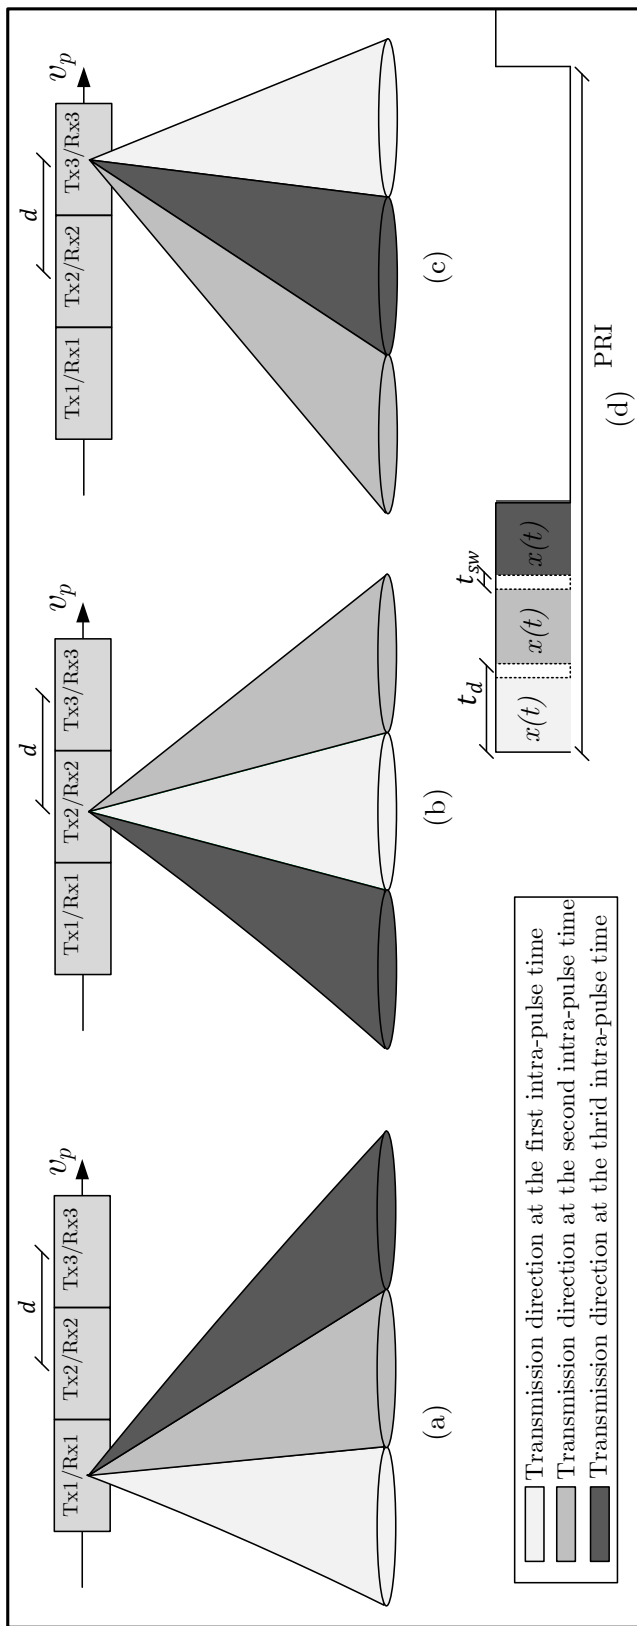 d
Tx1/Rx1 Tx2/Rx2 Tx3/Rx3
v_p
(a)
d
Tx1/Rx1 Tx2/Rx2 Tx3/Rx3
v_p
(b)
d
Tx1/Rx1 Tx2/Rx2 Tx3/Rx3
v_p
(c)
Transmission direction at the first intra-pulse time
Transmission direction at the second intra-pulse time
Transmission direction at the thrid intra-pulse time
t_d t_sw
x(t) x(t) x(t)
PRI
(d)